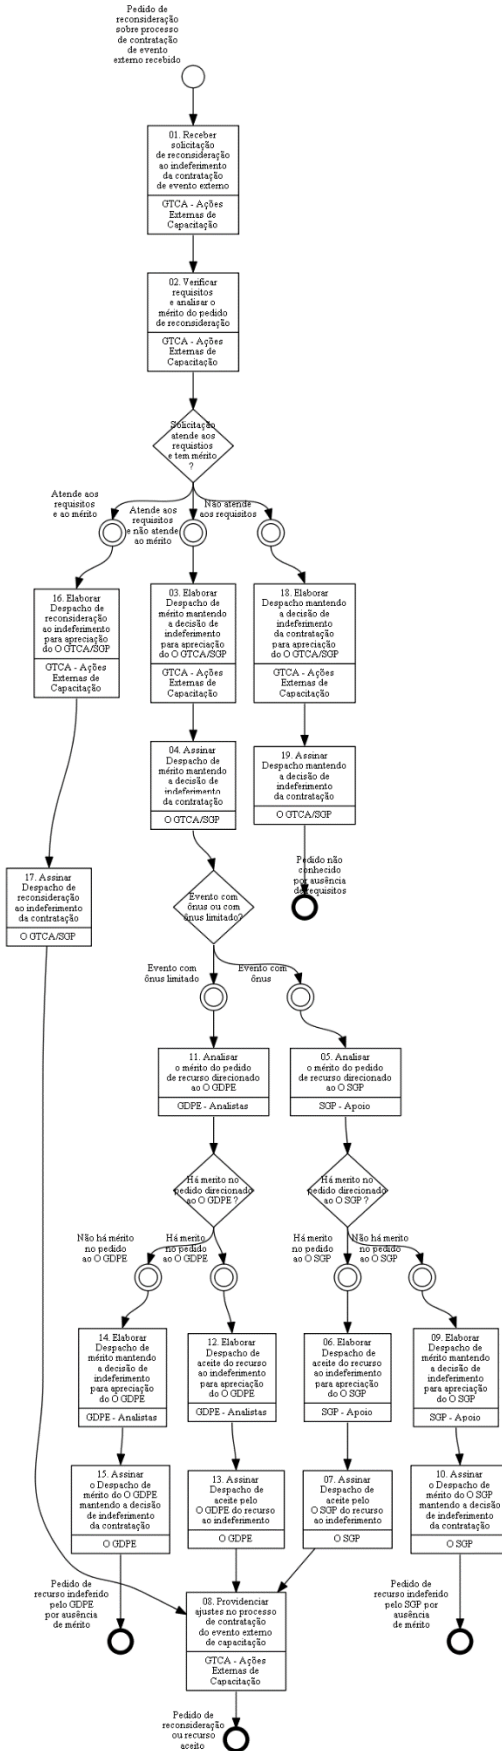 Pedido de
reconsideração
sobre processo
de contratação
de evento
externo recebido
01. Receber
solicitação
de reconsideração
ao indeferimento
da contratação
de evento externo
GTCA - Ações
Externas de
Capacitação
02. Verificar
requisitos
e analisar o
mérito do pedido
de reconsideração
GTCA - Ações
Externas de
Capacitação
Solicitação
atende aos
requistios
e tem mérito
?
Atende aos
requisitos
e ao mérito
Atende aos
requisitos
e não atende
ao mérito
Não atende
aos requisitos
16. Elaborar
Despacho de
reconsideração
ao indeferimento
para apreciação
do O GTCA/SGP
GTCA - Ações
Externas de
Capacitação
03. Elaborar
Despacho de
mérito mantendo
a decisão de
indeferimento
para apreciação
do O GTCA/SGP
GTCA - Ações
Externas de
Capacitação
18. Elaborar
Despacho mantendo
a decisão de
indeferimento
da contratação
para apreciação
do O GTCA/SGP
GTCA - Ações
Externas de
Capacitação
04. Assinar
Despacho de
mérito mantendo
a decisão de
indeferimento
da contratação
O GTCA/SGP
19. Assinar
Despacho mantendo
a decisão de
indeferimento
da contratação
O GTCA/SGP
17. Assinar
Despacho de
reconsideração
ao indeferimento
da contratação
O GTCA/SGP
Pedido não
conhecido
por ausência
de requisitos
Evento com
ônus ou com
ônus limitado?
Evento com
ônus limitado
Evento com
ônus
11. Analisar
o mérito do pedido
de recurso direcionado
ao O GDPE
GDPE - Analistas
05. Analisar
o mérito do pedido
de recurso direcionado
ao O SGP
SGP - Apoio
Há merito no
pedido direcionado
ao O GDPE ?
Há mérito no
pedido direcionado
ao O SGP ?
Não há mérito
no pedido
ao O GDPE
Há mérito
no pedido
ao O GDPE
Há mérito
no pedido
ao O SGP
Não há mérito
no pedido
ao O SGP
14. Elaborar
Despacho de
mérito mantendo
a decisão de
indeferimento
para apreciação
do O GDPE
GDPE - Analistas
12. Elaborar
Despacho de
aceite do recurso
ao indeferimento
para apreciação
do O GDPE
GDPE - Analistas
06. Elaborar
Despacho de
aceite do recurso
ao indeferimento
para apreciação
do O SGP
SGP - Apoio
09. Elaborar
Despacho de
mérito mantendo
a decisão de
indeferimento
para apreciação
do O SGP
SGP - Apoio
15. Assinar
o Despacho de
mérito do O GDPE
mantendo a decisão
de indeferimento
da contratação
O GDPE
13. Assinar
Despacho de
aceite pelo
O GDPE do recurso
ao indeferimento
O GDPE
07. Assinar
Despacho de
aceite pelo
O SGP do recurso
ao indeferimento
O SGP
10. Assinar
o Despacho de
mérito do O SGP
mantendo a decisão
de indeferimento
da contratação
O SGP
Pedido de
recurso indeferido
pelo GDPE
por ausência
de mérito
08. Providenciar
ajustes no processo
de contratação
do evento externo
de capacitação
GTCA - Ações
Externas de
Capacitação
Pedido de
recurso indeferido
pelo SGP por
ausência
de mérito
Pedido de
reconsideração
ou recurso
aceito